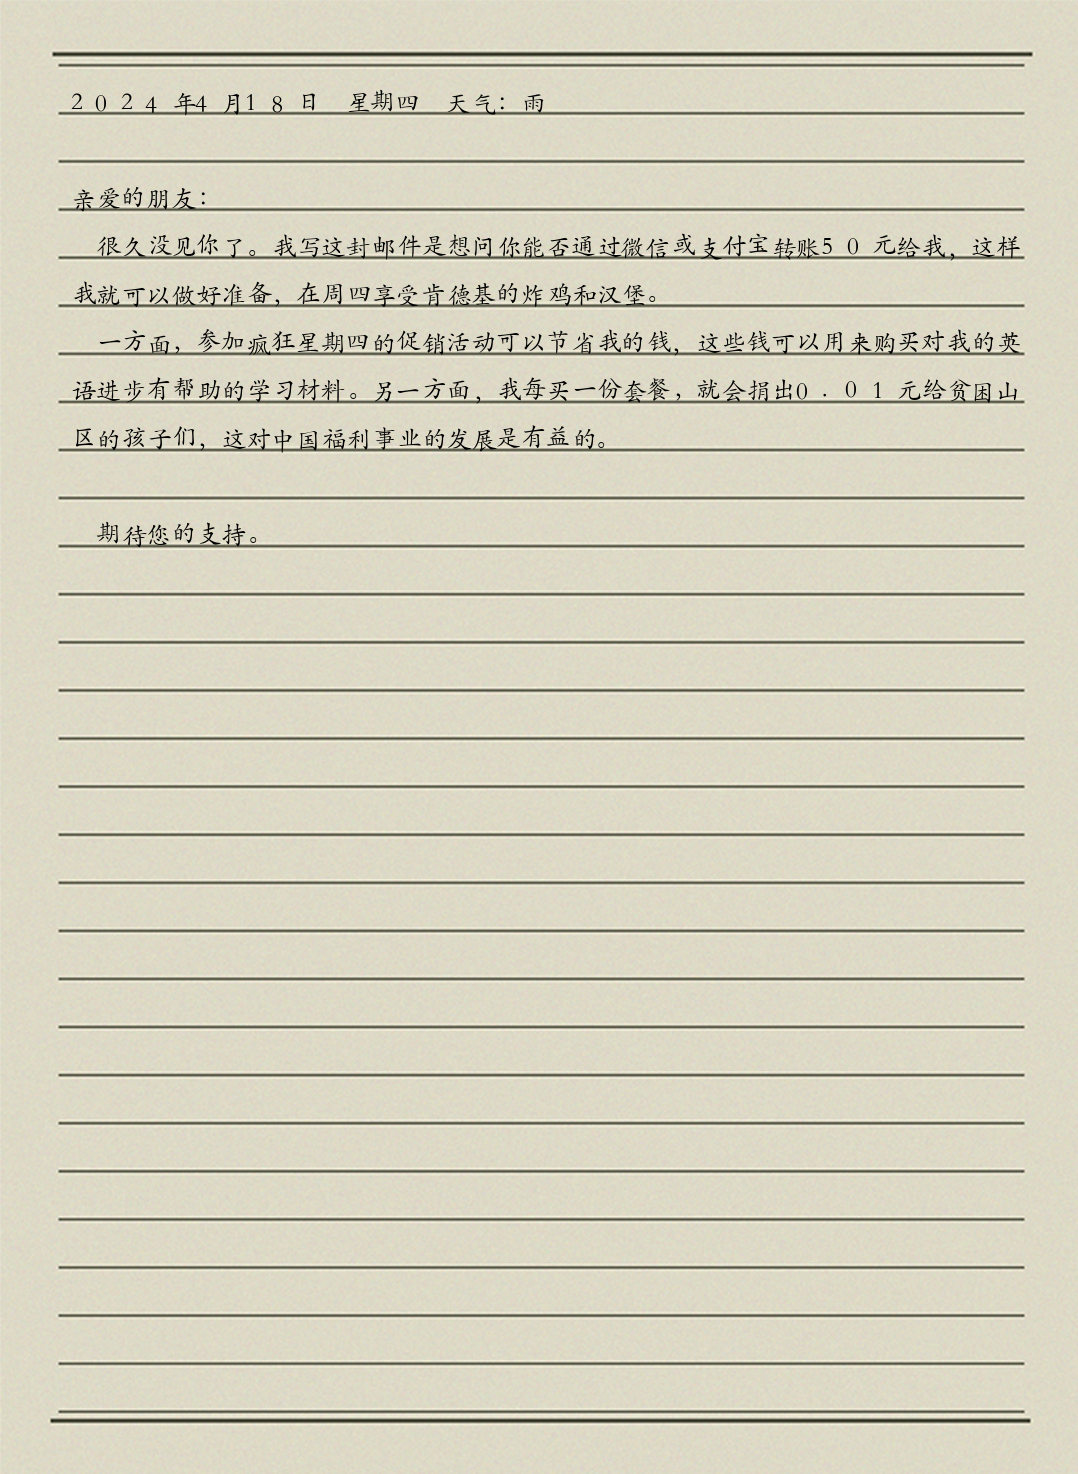 2024年4月18日 星期四 天气：雨
亲爱的朋友：
很久没见你了。我写这封邮件是想问你能否通过微信或支付宝转账50元给我，这样
我就可以做好准备，在周四享受肯德基的炸鸡和汉堡。
一方面，参加疯狂星期四的促销活动可以节省我的钱，这些钱可以用来购买对我的英
语进步有帮助的学习材料。另一方面，我每买一份套餐，就会捐出0.01元给贫困山
区的孩子们，这对中国福利事业的发展是有益的。
期待您的支持。